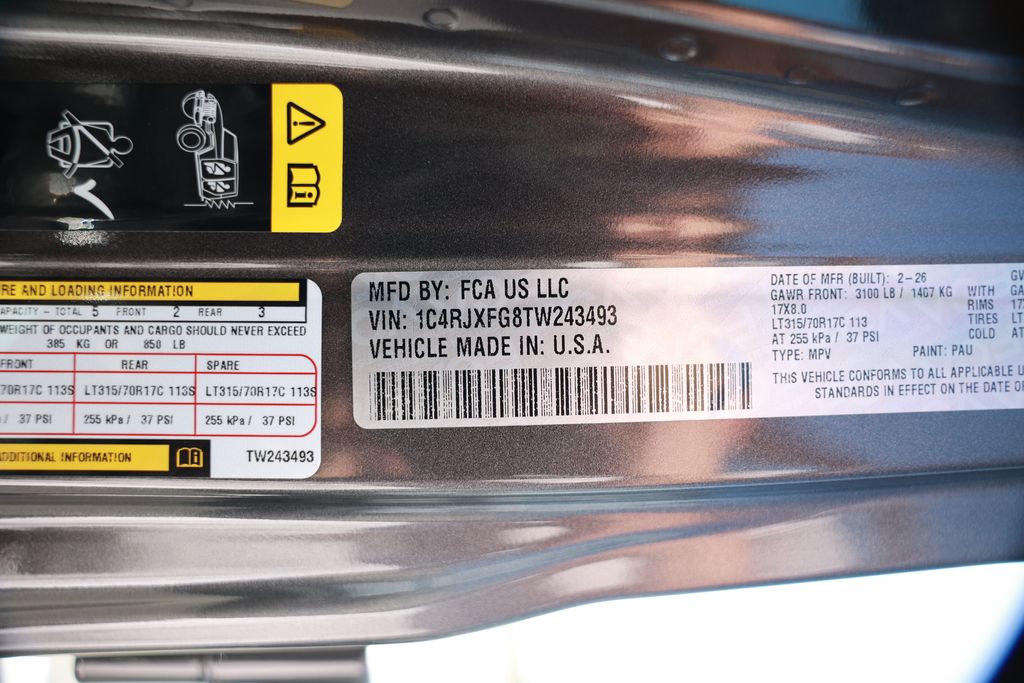 RE AND LOADING INFORMATION
CAPACITY - TOTAL 5 FRONT 2 REAR 3
WEIGHT OF OCCUPANTS AND CARGO SHOULD NEVER EXCEED
385 KG OR 850 LB
FRONT REAR SPARE
70R17C 113S LT315/70R17C 113S LT315/70R17C 113S
/ 37 PSI 255 kPa / 37 PSI 255 kPa / 37 PSI
ADDITIONAL INFORMATION
TW243493
MFD BY: FCA US LLC
VIN: 1C4RJXFG8TW243493
VEHICLE MADE IN: U.S.A.
DATE OF MFR (BUILT): 2-26 GV
GAWR FRONT: 3100 LB / 1407 KG WITH
17X8.0 RIMS 17X
LT315/70R17C 113 TIRES LT
AT 255 kPa / 37 PSI COLD AT
TYPE: MPV PAINT: PAU
THIS VEHICLE CONFORMS TO ALL APPLICABLE U
STANDARDS IN EFFECT ON THE DATE O